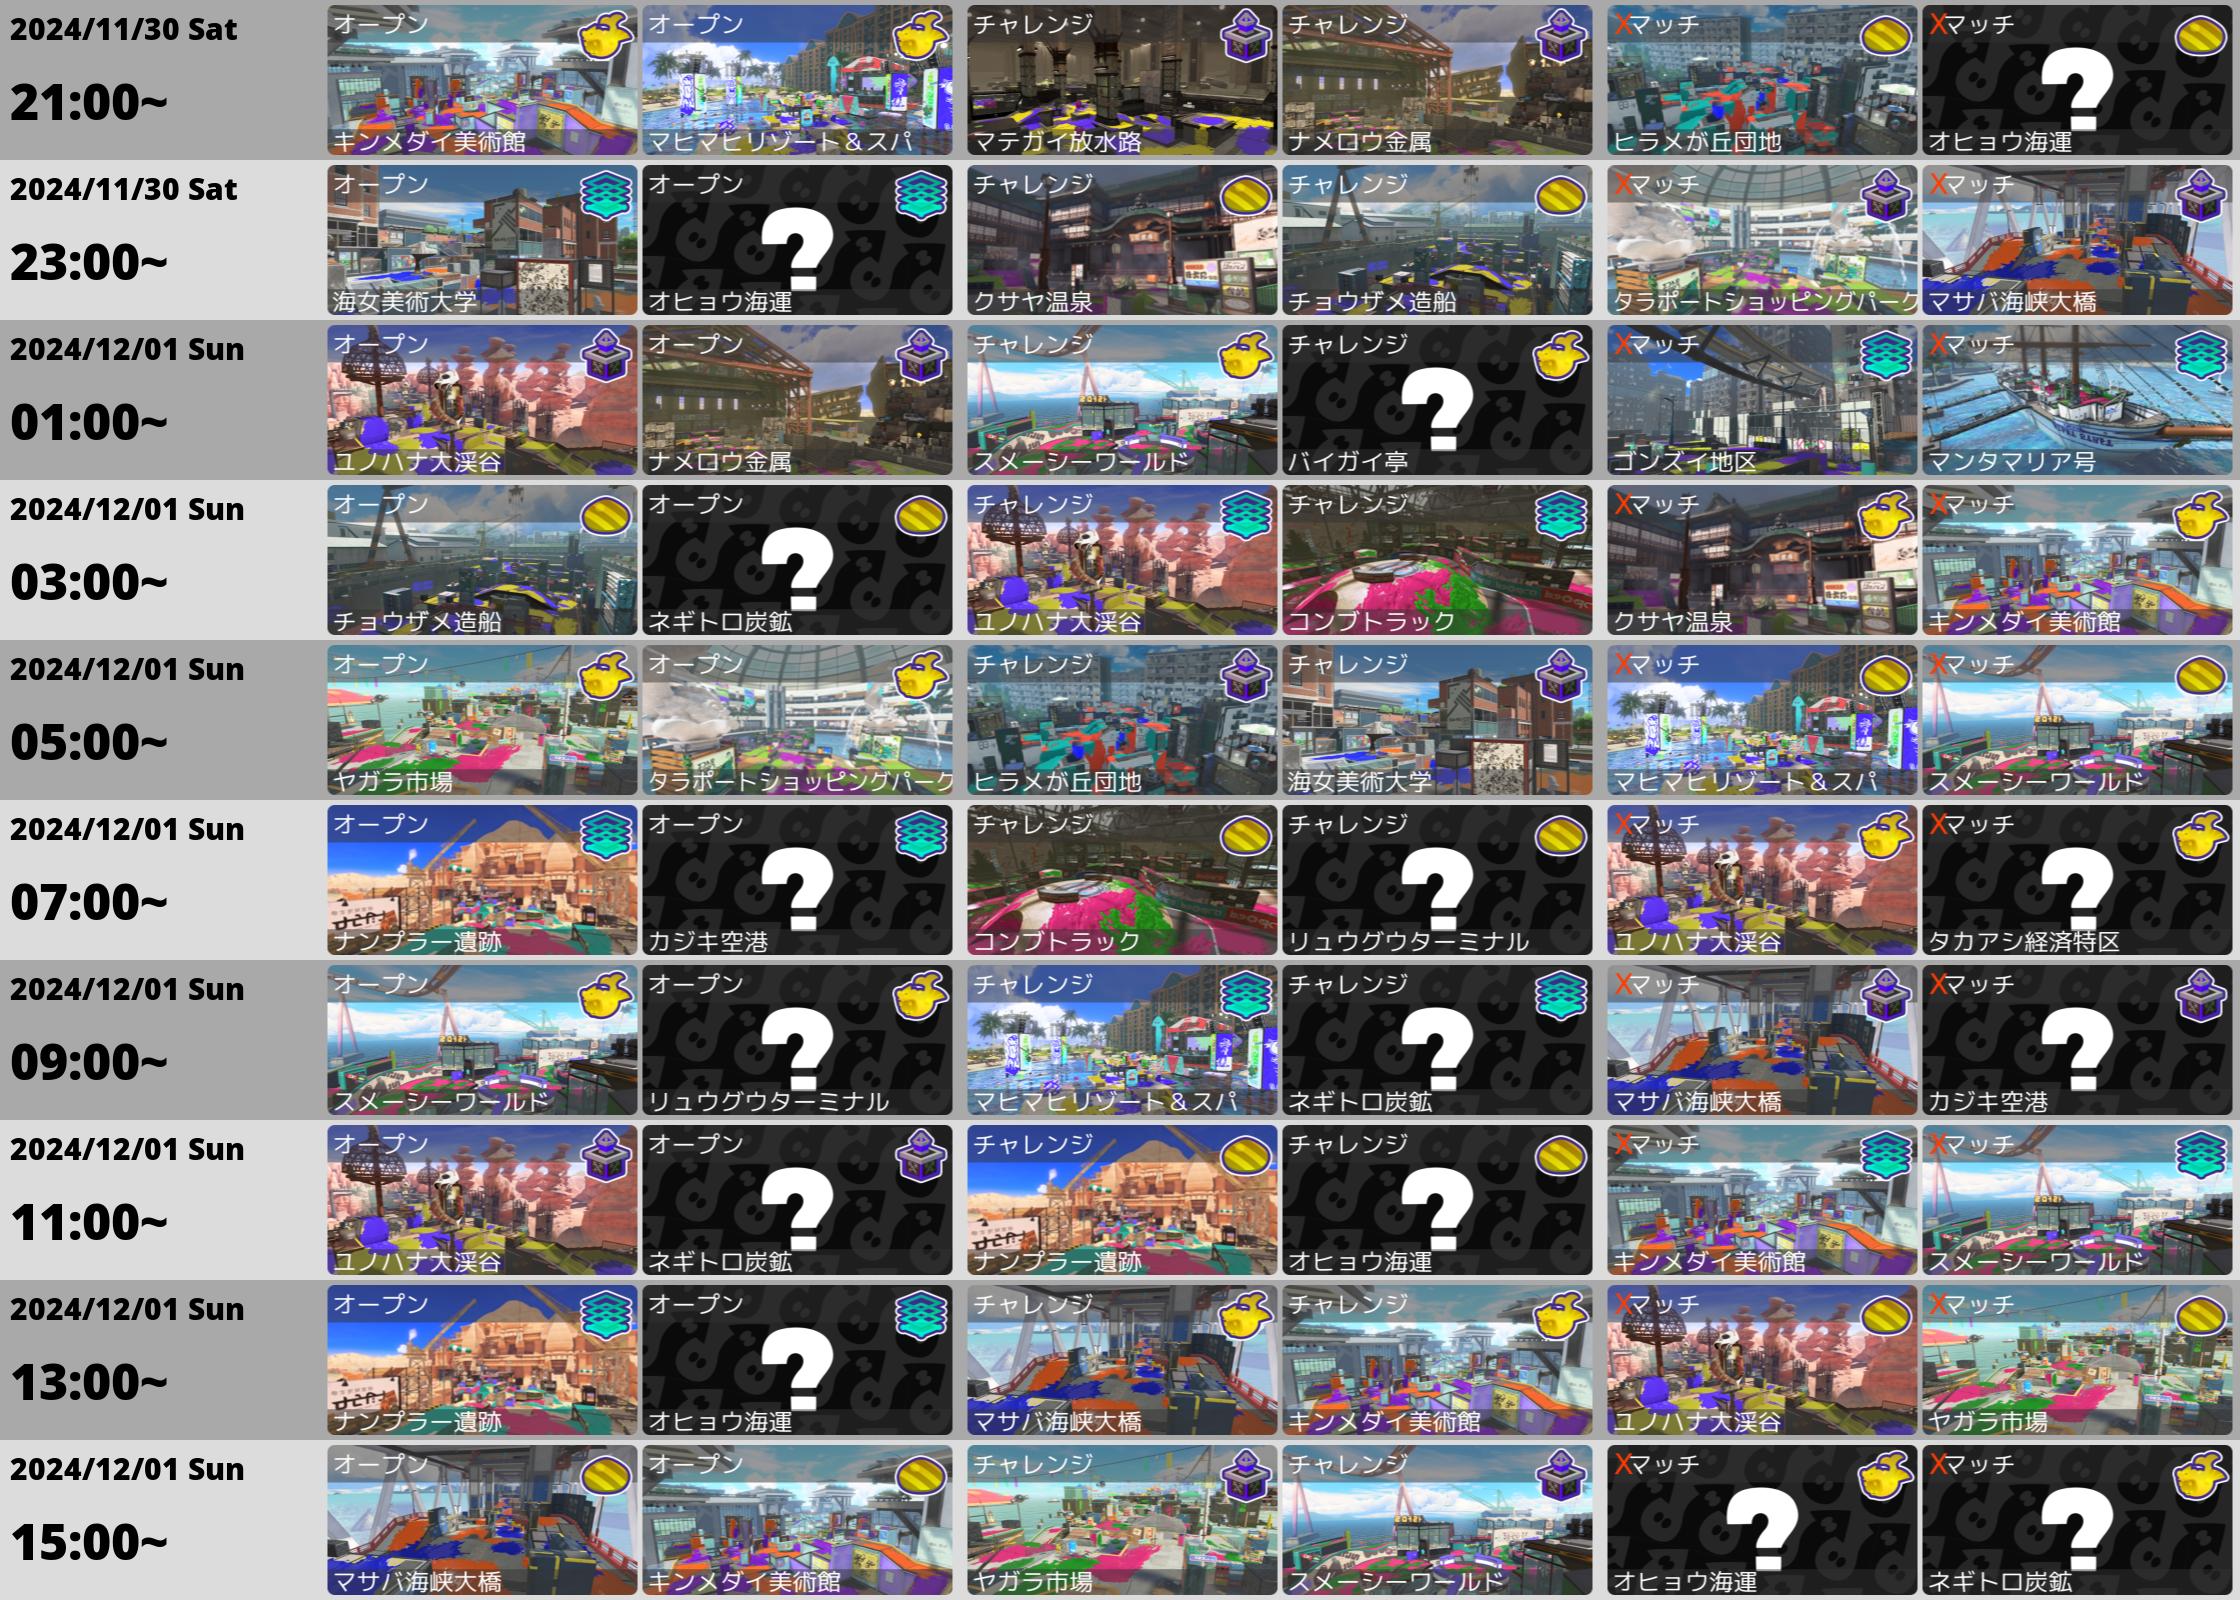 2024/11/30 Sat
21:00~
オープン
キンメダイ美術館
オープン
マヒマヒリゾート＆スパ
チャレンジ
マテガイ放水路
チャレンジ
ナメロウ金属
Xマッチ
ヒラメが丘団地
Xマッチ
オヒョウ海運
2024/11/30 Sat
23:00~
オープン
海女美術大学
オープン
オヒョウ海運
チャレンジ
クサヤ温泉
チャレンジ
チョウザメ造船
Xマッチ
タラポートショッピングパーク
Xマッチ
マサバ海峡大橋
2024/12/01 Sun
01:00~
オープン
ユノハナ大渓谷
オープン
ナメロウ金属
チャレンジ
スメーシーワールド
チャレンジ
バイガイ亭
Xマッチ
ゴンズイ地区
Xマッチ
マンタマリア号
2024/12/01 Sun
03:00~
オープン
チョウザメ造船
オープン
ネギトロ炭鉱
チャレンジ
ユノハナ大渓谷
チャレンジ
コンブトラック
Xマッチ
クサヤ温泉
Xマッチ
キンメダイ美術館
2024/12/01 Sun
05:00~
オープン
ヤガラ市場
オープン
タラポートショッピングパーク
チャレンジ
ヒラメが丘団地
チャレンジ
海女美術大学
Xマッチ
マヒマヒリゾート＆スパ
Xマッチ
スメーシーワールド
2024/12/01 Sun
07:00~
オープン
ナンプラー遺跡
オープン
カジキ空港
チャレンジ
コンブトラック
チャレンジ
リュウグウターミナル
Xマッチ
ユノハナ大渓谷
Xマッチ
タカアシ経済特区
2024/12/01 Sun
09:00~
オープン
スメーシーワールド
オープン
リュウグウターミナル
チャレンジ
マヒマヒリゾート＆スパ
チャレンジ
ネギトロ炭鉱
Xマッチ
マサバ海峡大橋
Xマッチ
カジキ空港
2024/12/01 Sun
11:00~
オープン
ユノハナ大渓谷
オープン
ネギトロ炭鉱
チャレンジ
ナンプラー遺跡
チャレンジ
オヒョウ海運
Xマッチ
キンメダイ美術館
Xマッチ
スメーシーワールド
2024/12/01 Sun
13:00~
オープン
ナンプラー遺跡
オープン
オヒョウ海運
チャレンジ
マサバ海峡大橋
チャレンジ
キンメダイ美術館
Xマッチ
ユノハナ大渓谷
Xマッチ
ヤガラ市場
2024/12/01 Sun
15:00~
オープン
マサバ海峡大橋
オープン
キンメダイ美術館
チャレンジ
ヤガラ市場
チャレンジ
スメーシーワールド
Xマッチ
オヒョウ海運
Xマッチ
ネギトロ炭鉱